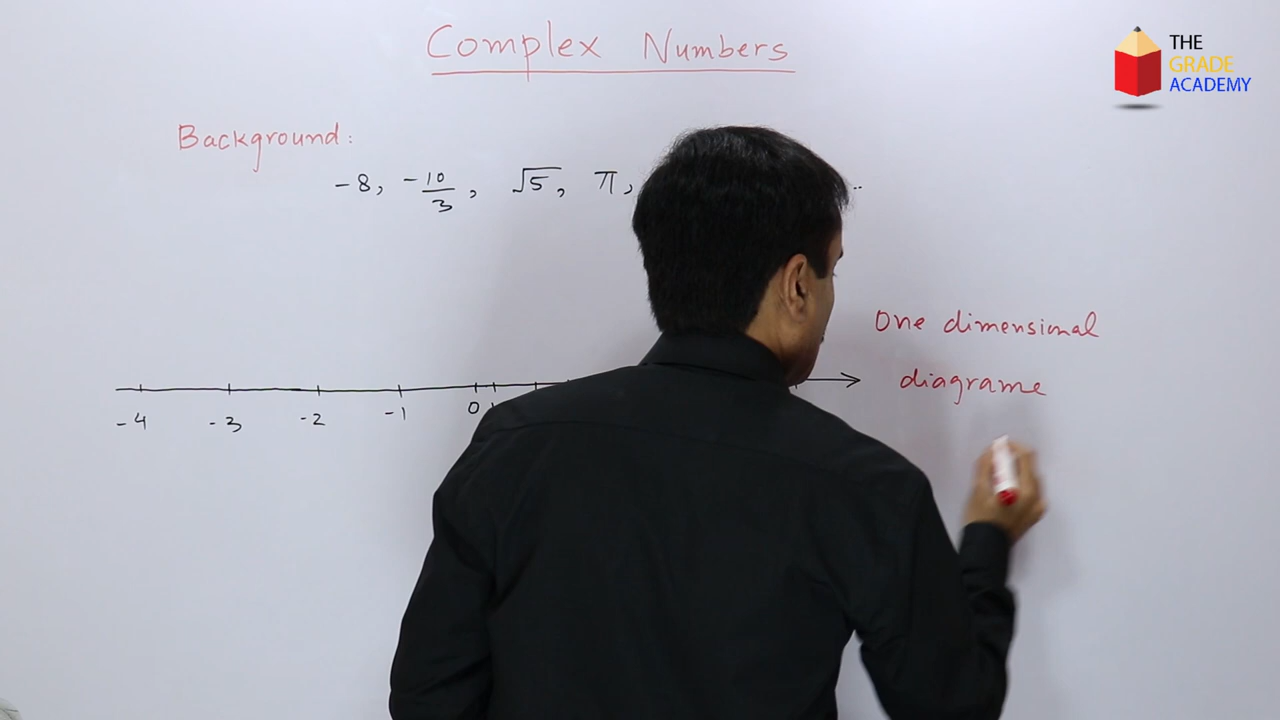 Complex Numbers
THE
GRADE
ACADEMY
Background:
-8, -10/3, √5, π, ..
One dimensional
diagrame
-4 -3 -2 -1 0